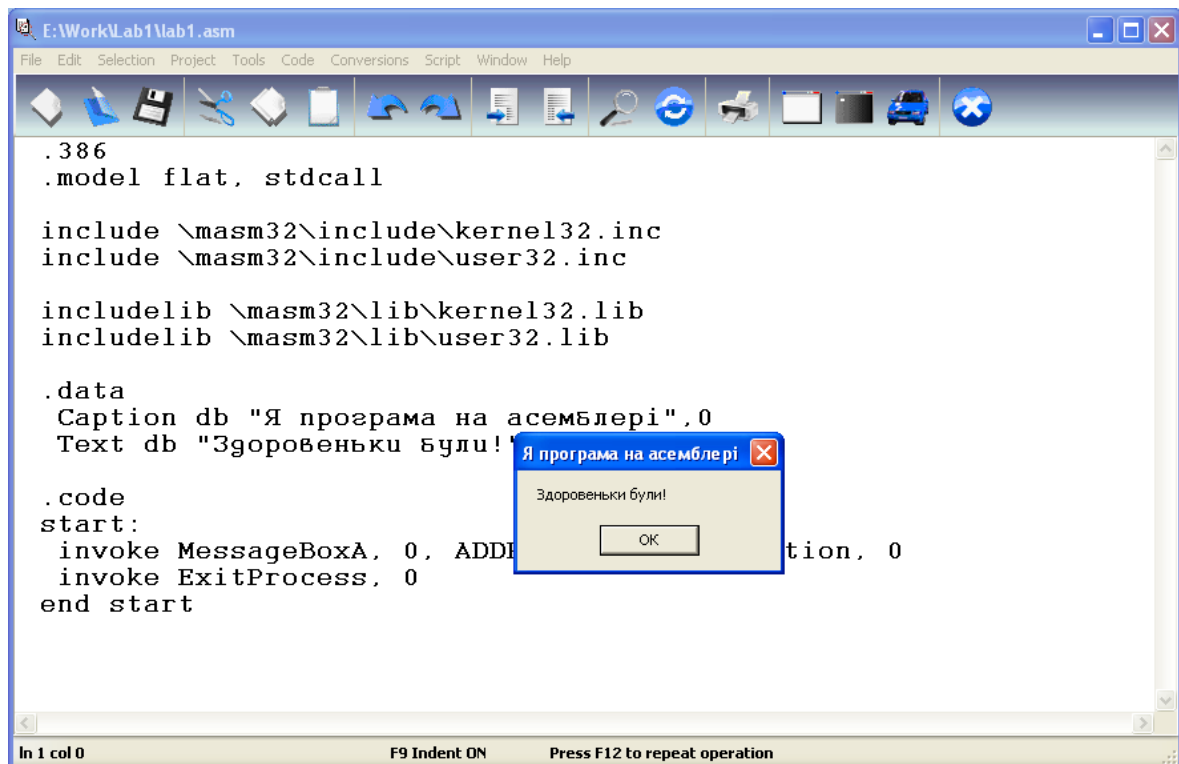 E:\Work\Lab1\lab1.asm
File Edit Selection Project Tools Code Conversions Script Window Help
.386
.model flat, stdcall
include \masm32\include\kernel32.inc
include \masm32\include\user32.inc
includelib \masm32\lib\kernel32.lib
includelib \masm32\lib\user32.lib
.data
Caption db "Я програма на асемблері",0
Text db "Здоровеньки були!"
Я програма на асемблері
Здоровеньки були!
OK
.code
start:
invoke MessageBoxA, 0, tion, 0
invoke ExitProcess, 0
end start
ln 1 col 0 F9 Indent ON Press F12 to repeat operation